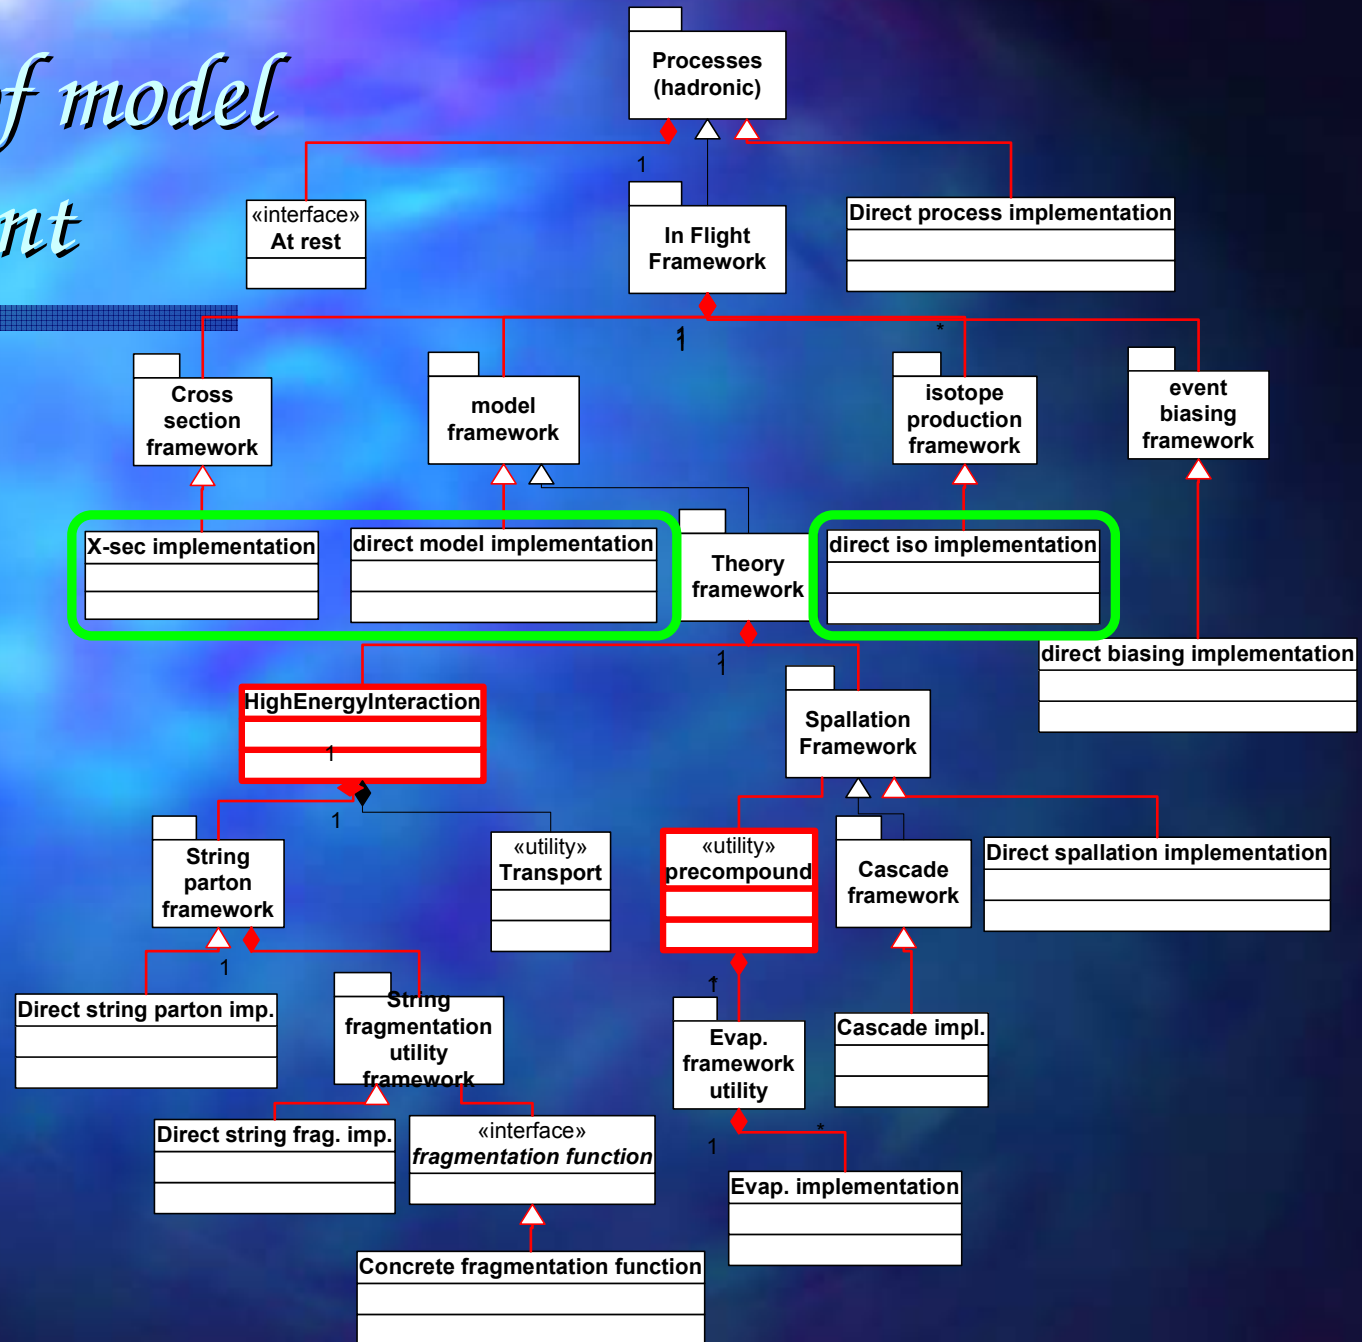 of model
nt
Processes
(hadronic)
1
«interface»
At rest
In Flight
Framework
Direct process implementation
1
1
*
Cross
section
framework
model
framework
isotope
production
framework
event
biasing
framework
X-sec implementation
direct model implementation
Theory
framework
direct iso implementation
1
1
direct biasing implementation
HighEnergyInteraction
1
Spallation
Framework
1
String
parton
framework
«utility»
Transport
«utility»
precompound
Cascade
framework
Direct spallation implementation
1
Direct string parton imp.
String
fragmentation
utility
framework
1
*
Evap.
framework
utility
Cascade impl.
Direct string frag. imp.
«interface»
fragmentation function
1
*
Evap. implementation
Concrete fragmentation function